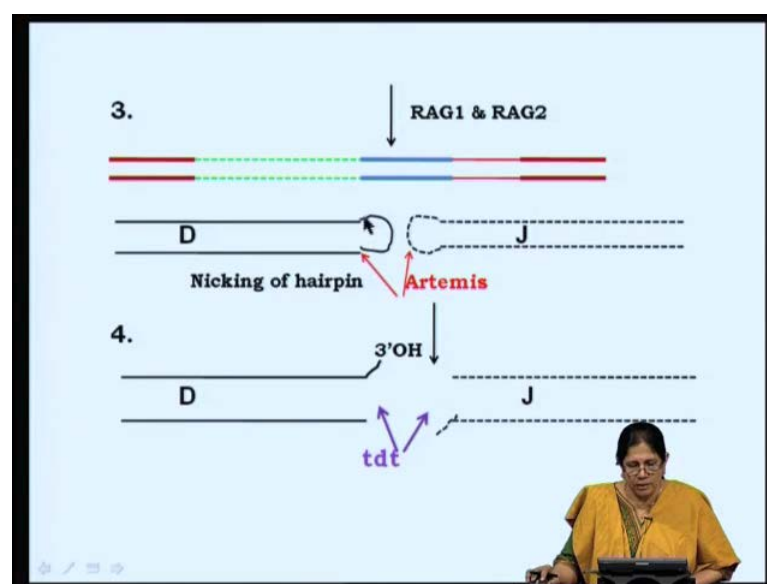 3.
RAG1 & RAG2
D
J
Nicking of hairpin
Artemis
4.
3'OH
D
J
tdt